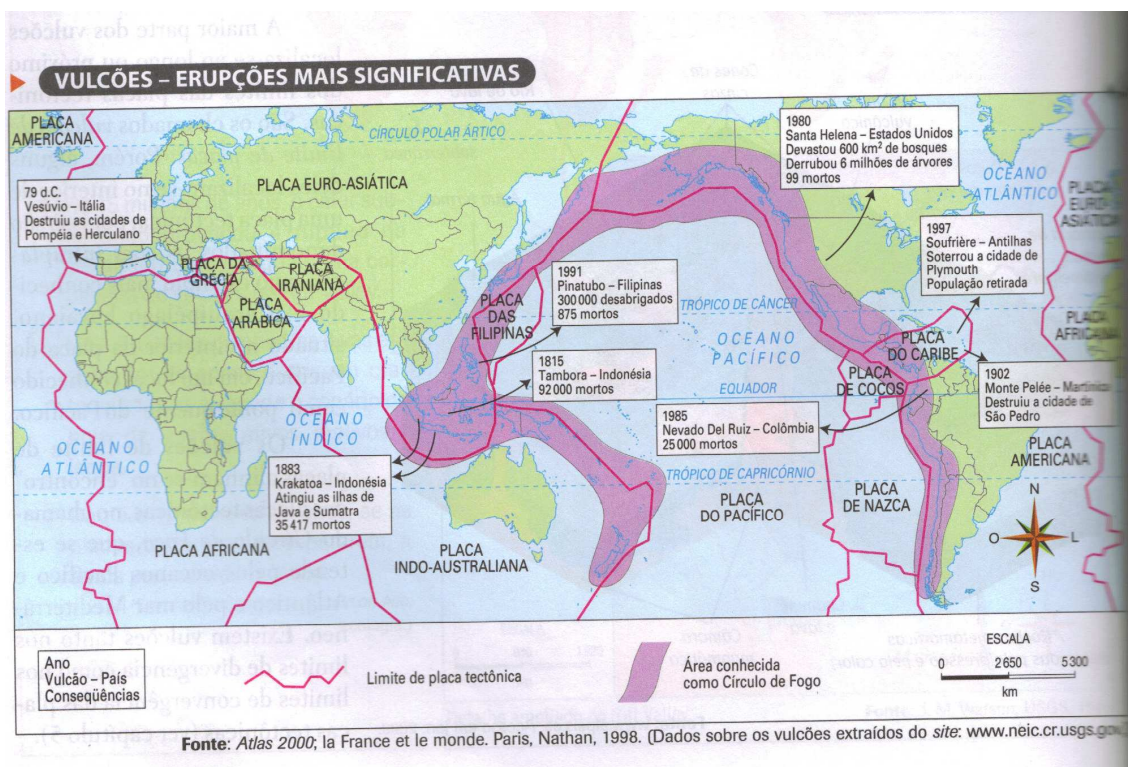 VULCÕES – ERUPÇÕES MAIS SIGNIFICATIVAS
PLACA
AMERICANA
CÍRCULO POLAR ÁRTICO
PLACA EURO-ASIÁTICA
79 d.C.
Vesúvio – Itália
Destruiu as cidades de
Pompéia e Herculano
1980
Santa Helena – Estados Unidos
Devastou 600 km² de bosques
Derrubou 6 milhões de árvores
99 mortos
OCEANO
ATLÂNTICO
PLACA
EURO-
ASIÁTICA
1997
Soufrière – Antilhas
Soterrou a cidade de
Plymouth
População retirada
PLACA DA
GRÉCIA
PLACA
IRANIANA
PLACA
ARÁBICA
PLACA
DAS
FILIPINAS
1991
Pinatubo – Filipinas
300 000 desabrigados
875 mortos
TRÓPICO DE CÂNCER
OCEANO
PACÍFICO
PLACA
AFRICANA
PLACA
DO CARIBE
PLACA
DE COCOS
1815
Tambora – Indonésia
92 000 mortos
EQUADOR
1902
Monte Pelée – Martinica
Destruiu a cidade de
São Pedro
1985
Nevado Del Ruiz – Colômbia
25 000 mortos
OCEANO
ATLÂNTICO
OCEANO
ÍNDICO
1883
Krakatoa – Indonésia
Atingiu as ilhas de
Java e Sumatra
35 417 mortos
TRÓPICO DE CAPRICÓRNIO
PLACA
AMERICANA
PLACA
DO PACÍFICO
PLACA
DE NAZCA
PLACA AFRICANA
PLACA
INDO-AUSTRALIANA
N
O
L
S
Ano
Vulcão – País
Conseqüências
Limite de placa tectônica
Área conhecida
como Círculo de Fogo
ESCALA
0 2 650 5 300
km
Fonte: Atlas 2000, la France et le monde. Paris, Nathan, 1998. (Dados sobre os vulcões extraídos do site: www.neic.cr.usgs.gov)